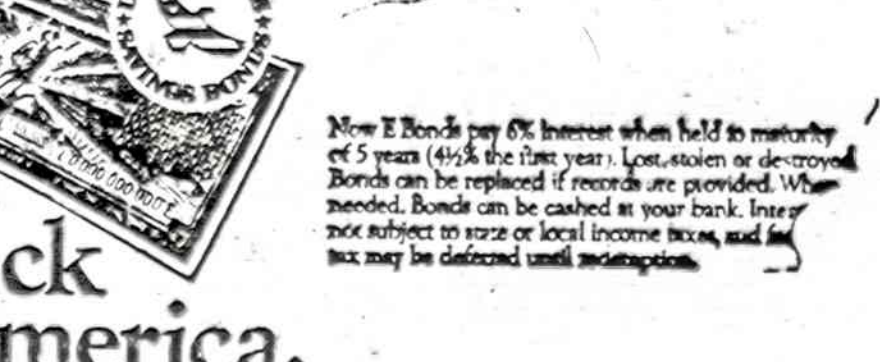 SAVINGS BONDS
Now E Bonds pay 6% interest when held to maturity
of 5 years (4½% the first year). Lost, stolen or destroyed
Bonds can be replaced if records are provided. When
needed, Bonds can be cashed at your bank. Interest
not subject to state or local income taxes, and
tax may be deferred until redemption.
ck
merica.